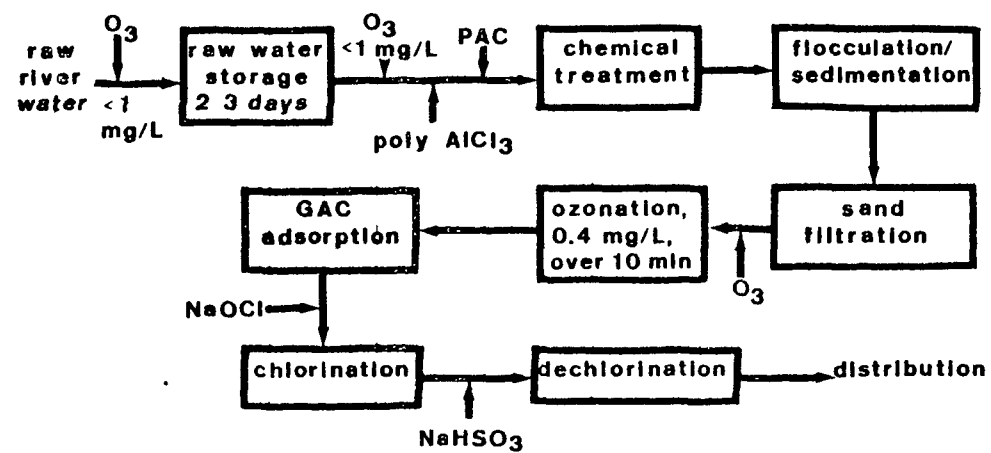 O3
raw
river
water
<1
mg/L
raw water
storage
2 3 days
O3
<1 mg/L
PAC
poly AlCl3
chemical
treatment
flocculation/
sedimentation
sand
filtration
O3
ozonation,
0.4 mg/L,
over 10 min
GAC
adsorption
NaOCl
chlorination
NaHSO3
dechlorination
distribution